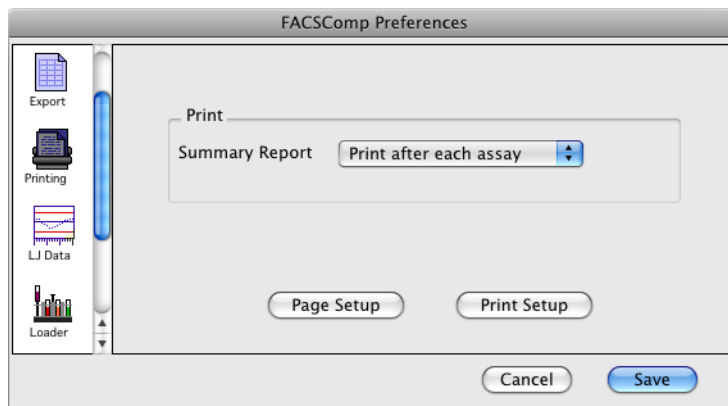 FACSComp Preferences
Export
Printing
LJ Data
Loader
Print
Summary Report Print after each assay
Page Setup Print Setup
Cancel Save